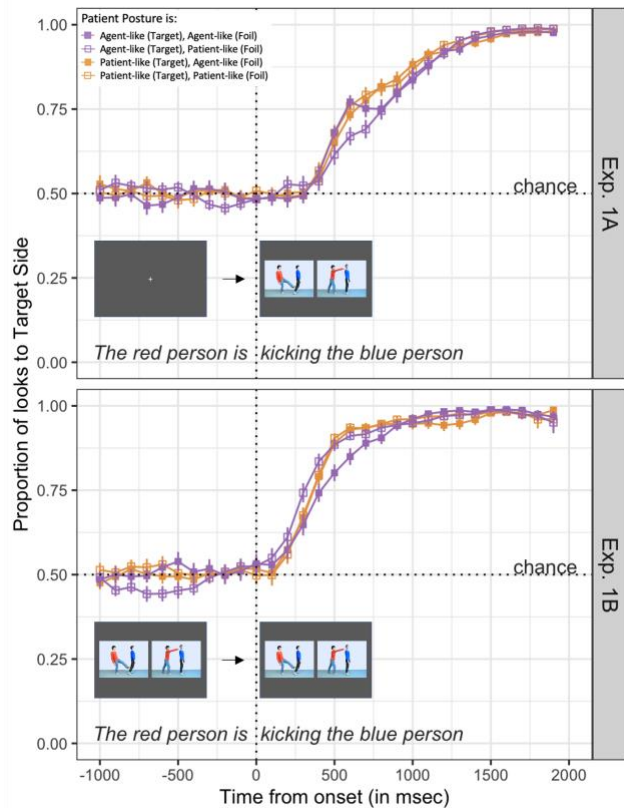 Patient Posture is:
Agent-like (Target), Agent-like (Foil)
Agent-like (Target), Patient-like (Foil)
Patient-like (Target), Agent-like (Foil)
Patient-like (Target), Patient-like (Foil)
1.00
0.75
0.50
0.25
0.00
chance
Exp. 1A
The red person is kicking the blue person
Proportion of looks to Target Side
1.00
0.75
0.50
0.25
0.00
chance
Exp. 1B
The red person is kicking the blue person
-1000 -500 0 500 1000 1500 2000
Time from onset (in msec)